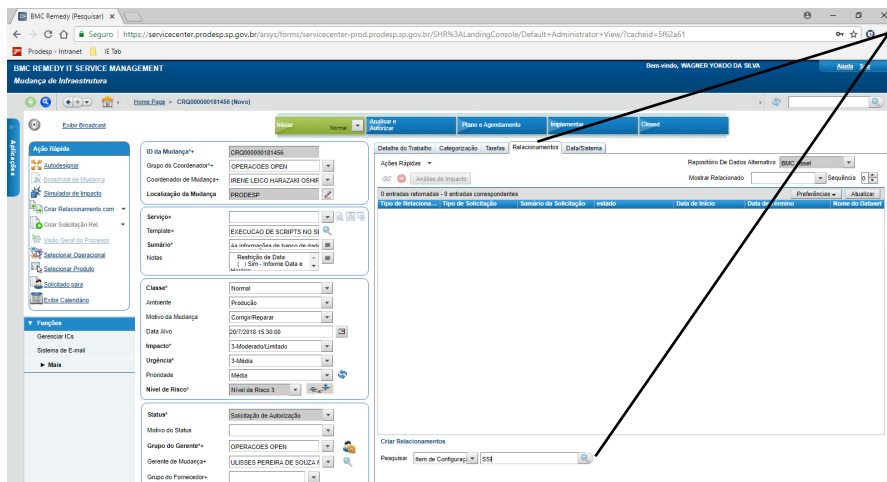 BMC Remedy (Pesquisar)
Seguro | https://servicecenter.prodesp.sp.gov.br/arsys/forms/servicecenter-prod.prodesp.sp.gov.br/SHR%3ALandingConsole/Default+Administrator+View/?cacheid=5f62a61
Prodesp - Intranet IE Tab
BMC REMEDY IT SERVICE MANAGEMENT Bem-vindo, WAGNER YOKOO DA SILVA Ajuda
Mudança de Infraestrutura
Home Page > CRQ000000181456 (Novo)
Exibir Broadcast
Iniciar Normal Analisar e Autorizar Plano e Agendamento Implementar Closed
Aplicações
Ação Rápida
Autodesignar
Broadcast de Mudança
Simulador de Impacto
Criar Relacionamento com
Criar Solicitação Rel.
Visão Geral do Processo
Selecionar Operacional
Selecionar Produto
Solicitado para
Exibir Calendário
Funções
Gerenciar ICs
Sistema de E-mail
Mais
ID da Mudança*+ CRQ000000181456
Grupo do Coordenador*+ OPERACOES OPEN
Coordenador de Mudança+ IRENE LEICO HARAZAKI OSHIR
Localização da Mudança PRODESP
Serviço+
Template+ EXECUCAO DE SCRIPTS NO SI
Sumário* As informações de banco de dado
Notas Restrição de Data:
( ) Sim - Informe Data e
Horário
Classe* Normal
Ambiente Produção
Motivo da Mudança Corrigir/Reparar
Data Alvo 20/7/2018 15:30:00
Impacto* 3-Moderado/Limitado
Urgência* 3-Média
Prioridade Média
Nível de Risco* Nível de Risco 3
Status* Solicitação de Autorização
Motivo do Status
Grupo do Gerente*+ OPERACOES OPEN
Gerente de Mudança+ ULISSES PEREIRA DE SOUZA F
Grupo do Fornecedor+
Detalhe do Trabalho Categorização Tarefas Relacionamentos Data/Sistema
Ações Rápidas Repositório De Dados Alternativo BMC Asset
Análise de Impacto Mostrar Relacionado Sequência 0
0 entradas retornadas - 0 entradas correspondentes Preferências Atualizar
Tipo de Relaciona... Tipo de Solicitação Sumário da Solicitação estado Data de Início Data de Término Nome do Dataset
Criar Relacionamentos
Pesquisar Item de Configuraç SSI